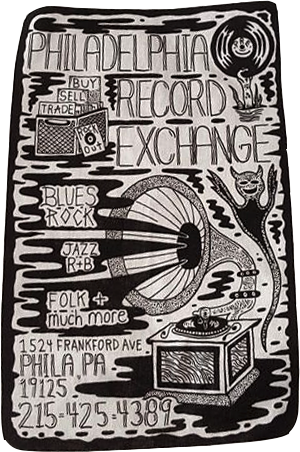 PHILADELPHIA
RECORD
EXCHANGE
BUY
SELL
TRADE
ROCK
OUT
BLUES
ROCK
JAZZ
R+B
FOLK +
much more
1524 FRANKFORD AVE
PHILA, PA
19125
215-425-4389